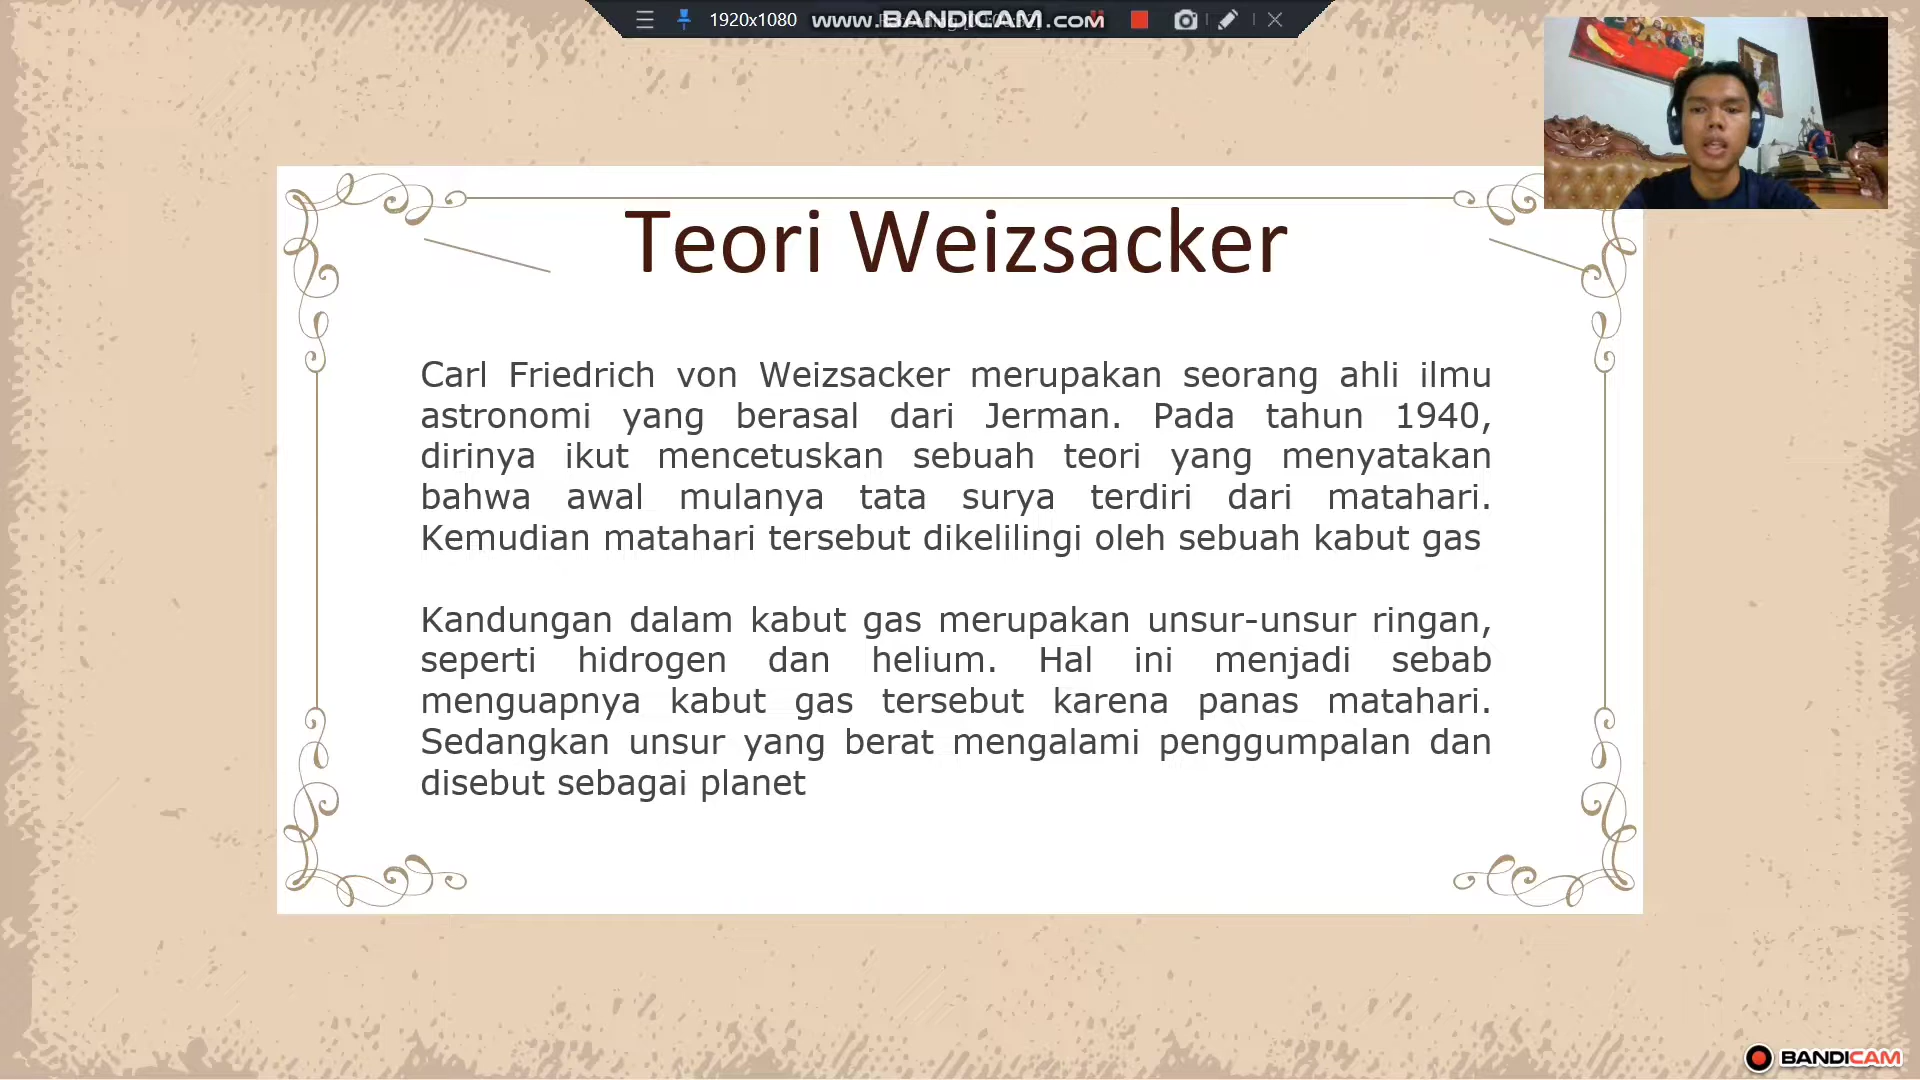 1920x1080
www.BANDICAM.COM
Teori Weizsacker
Carl Friedrich von Weizsacker merupakan seorang ahli ilmu
astronomi yang berasal dari Jerman. Pada tahun 1940,
dirinya ikut mencetuskan sebuah teori yang menyatakan
bahwa awal mulanya tata surya terdiri dari matahari.
Kemudian matahari tersebut dikelilingi oleh sebuah kabut gas
Kandungan dalam kabut gas merupakan unsur-unsur ringan,
seperti hidrogen dan helium. Hal ini menjadi sebab
menguapnya kabut gas tersebut karena panas matahari.
Sedangkan unsur yang berat mengalami penggumpalan dan
disebut sebagai planet
BANDICAM